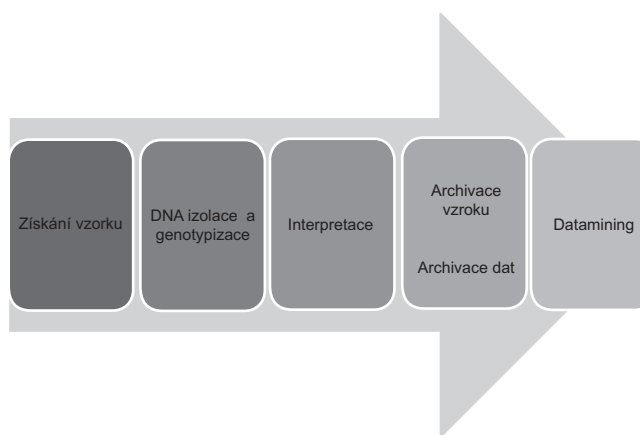 Získání vzorku
DNA izolace a
genotypizace
Interpretace
Archivace
vzroku
Archivace dat
Datamining